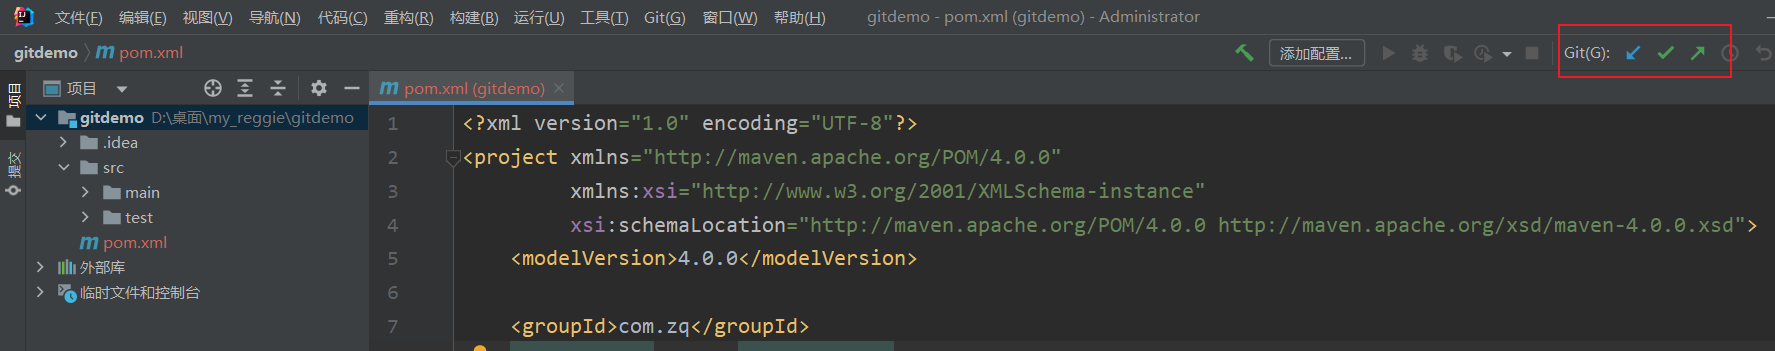 文件(F) 编辑(E) 视图(V) 导航(N) 代码(C) 重构(R) 构建(B) 运行(U) 工具(T) Git(G) 窗口(W) 帮助(H) gitdemo - pom.xml (gitdemo) - Administrator
gitdemo pom.xml 添加配置... Git(G):
项目 pom.xml (gitdemo)
项目
提交
gitdemo D:\桌面\my_reggie\gitdemo
.idea
src
main
test
pom.xml
外部库
临时文件和控制台
1 <?xml version="1.0" encoding="UTF-8"?>
2 <project xmlns="http://maven.apache.org/POM/4.0.0"
3 xmlns:xsi="http://www.w3.org/2001/XMLSchema-instance"
4 xsi:schemaLocation="http://maven.apache.org/POM/4.0.0 http://maven.apache.org/xsd/maven-4.0.0.xsd">
5 <modelVersion>4.0.0</modelVersion>
6
7 <groupId>com.zq</groupId>